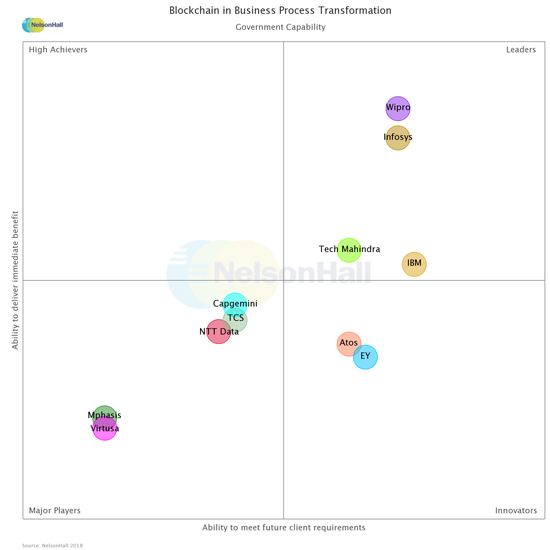 Blockchain in Business Process Transformation
NelsonHall
Government Capability
High Achievers
Leaders
Wipro
Infosys
Tech Mahindra
IBM
NelsonHall
Capgemini
TCS
NTT Data
Atos
EY
Mphasis
Virtusa
Ability to deliver immediate benefit
Major Players
Innovators
Ability to meet future client requirements
Source: NelsonHall 2018